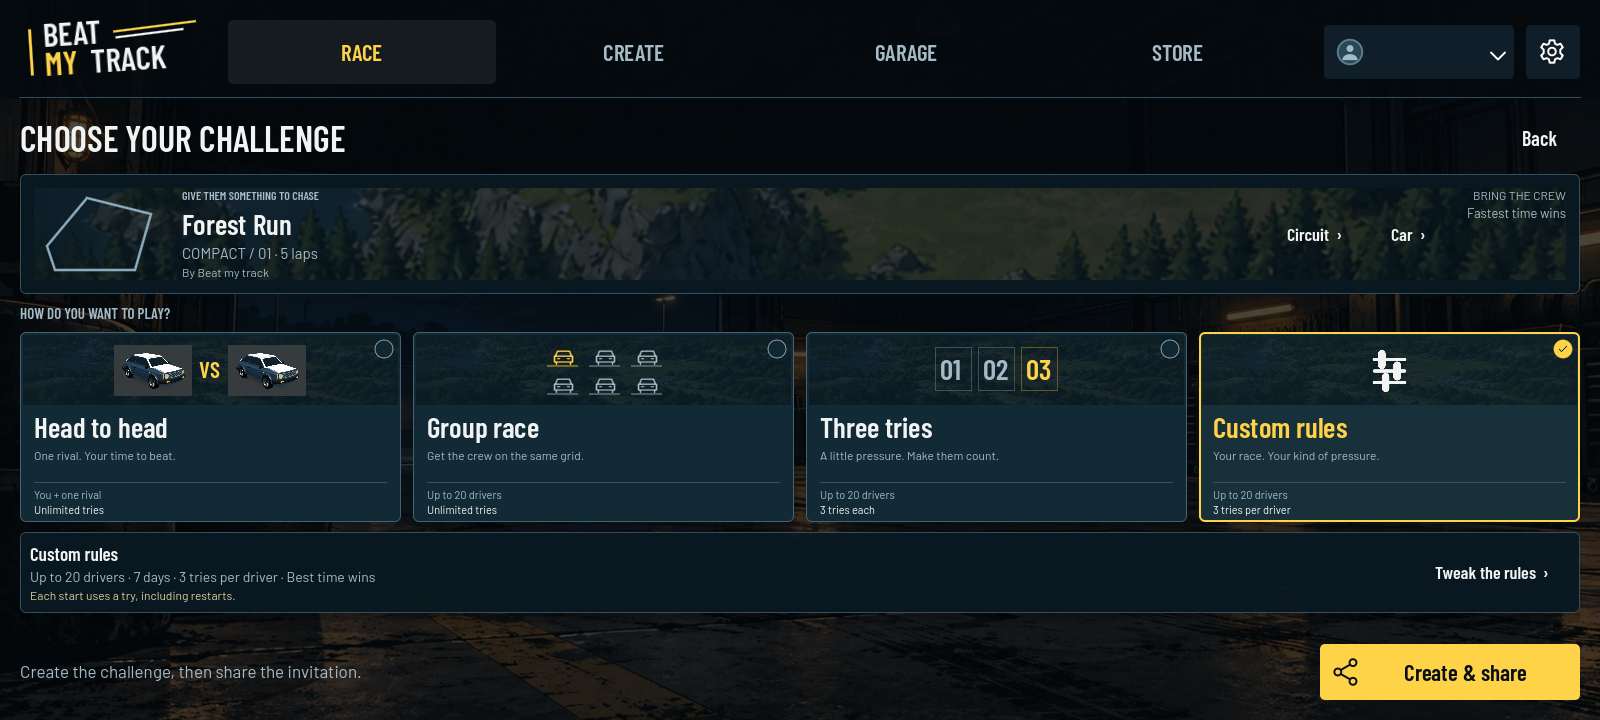 BEAT
MY TRACK
RACE
CREATE
GARAGE
STORE
CHOOSE YOUR CHALLENGE
Back
GIVE THEM SOMETHING TO CHASE
Forest Run
COMPACT / 01 · 5 laps
By Beat my track
Circuit ›
Car ›
BRING THE CREW
Fastest time wins
HOW DO YOU WANT TO PLAY?
VS
Head to head
One rival. Your time to beat.
You + one rival
Unlimited tries
Group race
Get the crew on the same grid.
Up to 20 drivers
Unlimited tries
01 02 03
Three tries
A little pressure. Make them count.
Up to 20 drivers
3 tries each
Custom rules
Your race. Your kind of pressure.
Up to 20 drivers
3 tries per driver
Custom rules
Up to 20 drivers · 7 days · 3 tries per driver · Best time wins
Each start uses a try, including restarts.
Tweak the rules ›
Create the challenge, then share the invitation.
Create & share